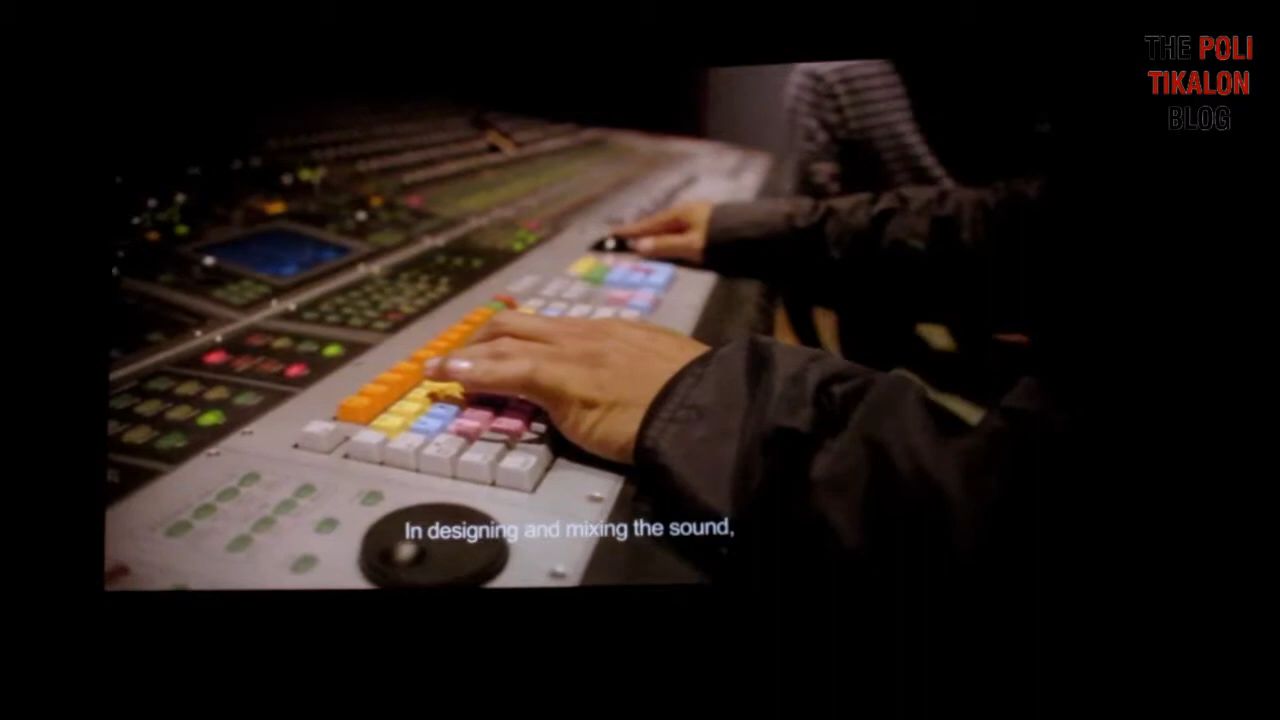 THE POLI
TIKALON
BLOG
In designing and mixing the sound,